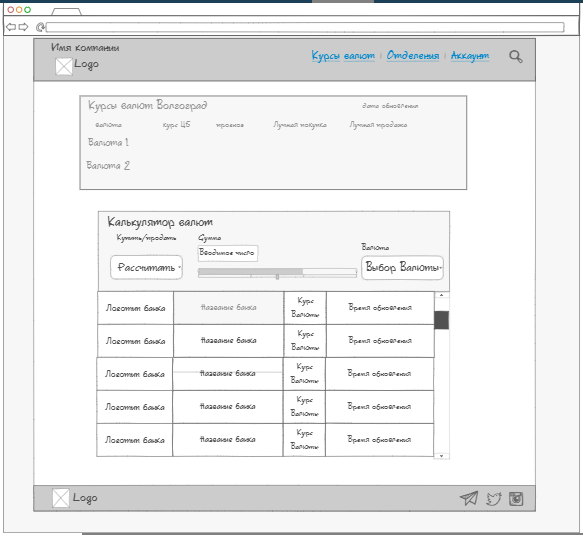 Имя компании
Logo
Курсы валют
Отделения
Аккаунт
Курсы валют Волгоград
дата обновления
валюта курс ЦБ прогноз Лучшая покупка Лучшая продажа
Валюта 1
Валюта 2
Калькулятор валют
Купить/продать
Сумма
Вводимое число
Валюта
Рассчитать
Выбор Валюты
Логотип банка Название банка Курс Валюты Время обновления
Логотип банка Название банка Курс Валюты Время обновления
Логотип банка Название банка Курс Валюты Время обновления
Логотип банка Название банка Курс Валюты Время обновления
Логотип банка Название банка Курс Валюты Время обновления
Logo